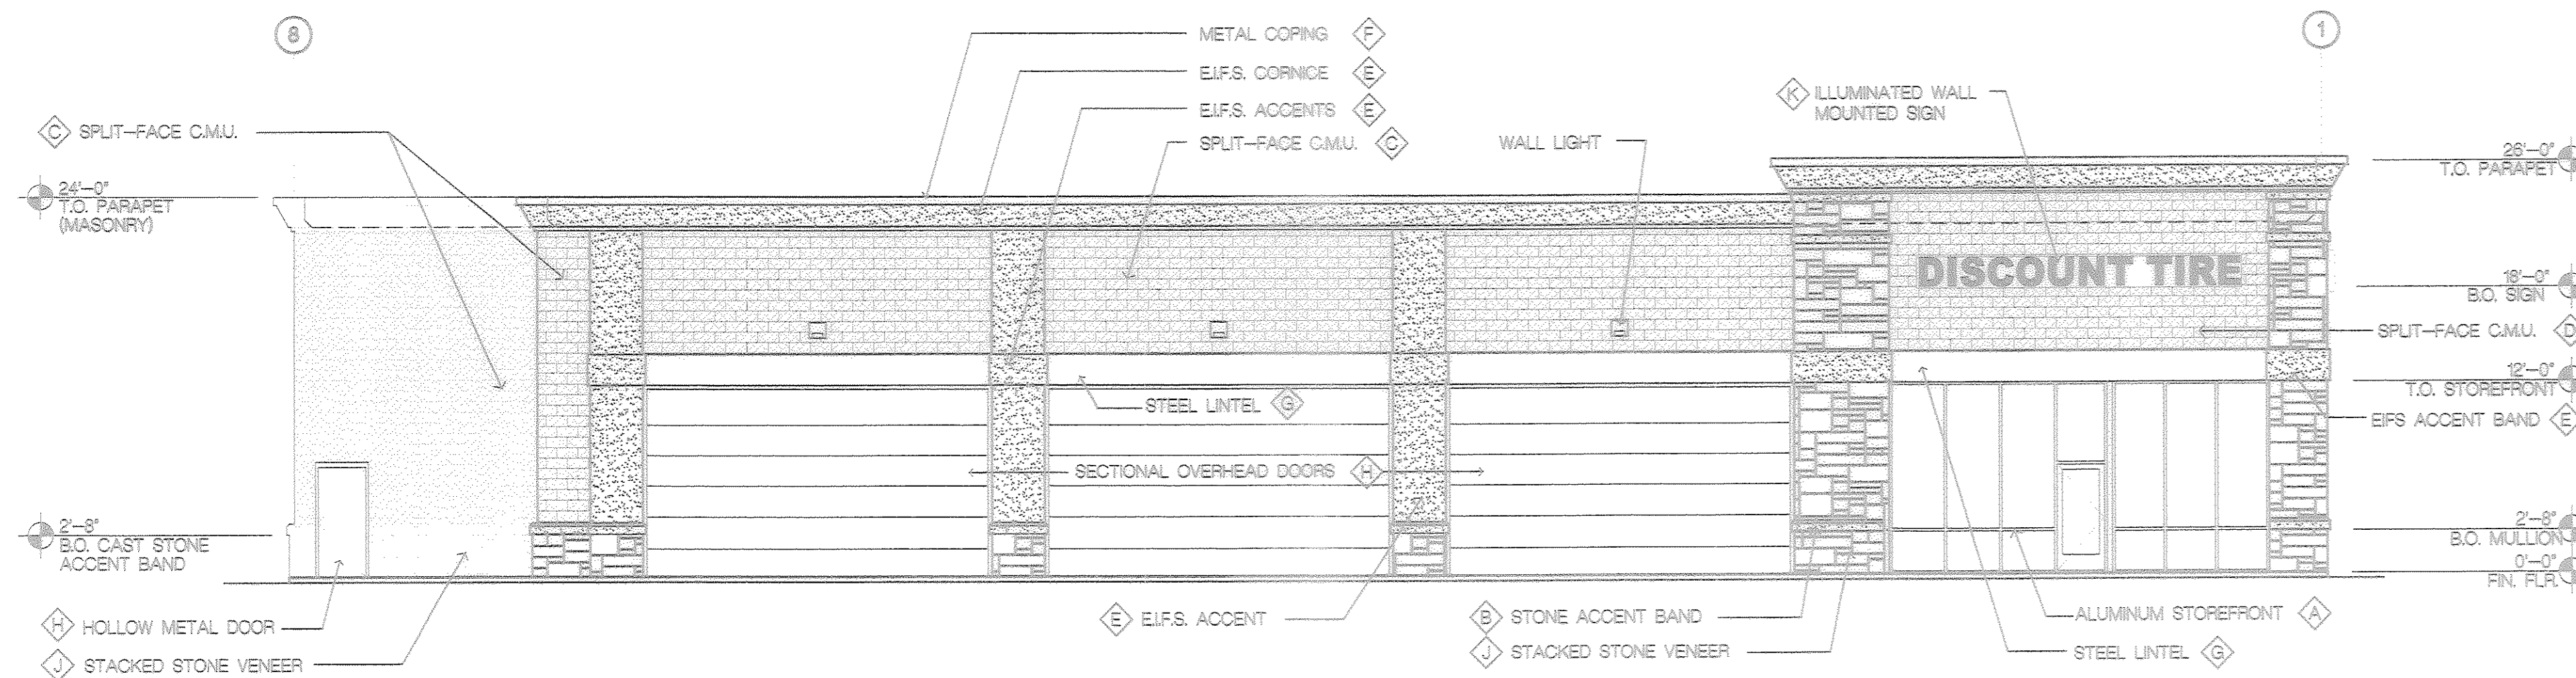 8
1
METAL COPING F
E.I.F.S. CORNICE E
E.I.F.S. ACCENTS E
SPLIT-FACE C.M.U. C
K ILLUMINATED WALL
MOUNTED SIGN
C SPLIT-FACE C.M.U.
WALL LIGHT
24'-0"
T.O. PARAPET
(MASONRY)
26'-0"
T.O. PARAPET
DISCOUNT TIRE
18'-0"
B.O. SIGN
SPLIT-FACE C.M.U. D
12'-0"
T.O. STOREFRONT
STEEL LINTEL G
EIFS ACCENT BAND E
SECTIONAL OVERHEAD DOORS H
2'-8"
B.O. CAST STONE
ACCENT BAND
2'-8"
B.O. MULLION
0'-0"
FIN. FLR.
H HOLLOW METAL DOOR
J STACKED STONE VENEER
E E.I.F.S. ACCENT
B STONE ACCENT BAND
J STACKED STONE VENEER
ALUMINUM STOREFRONT A
STEEL LINTEL G